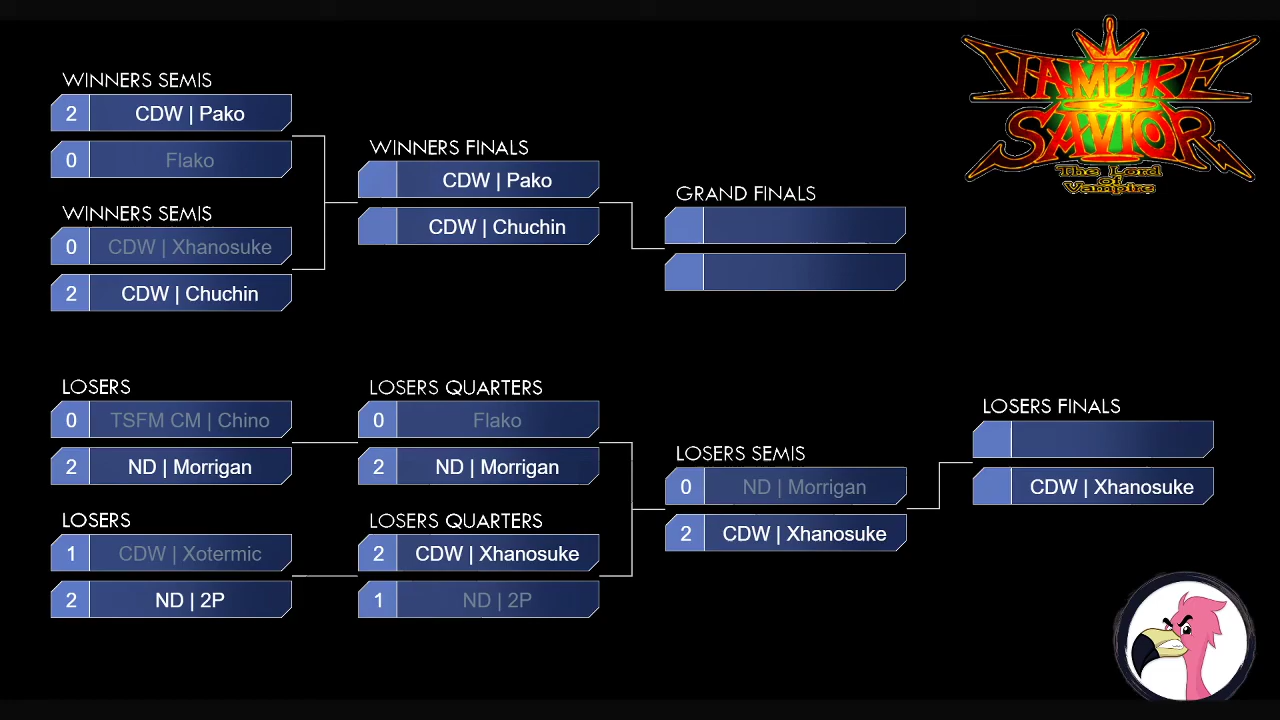 VAMPIRE
SAVIOR
The Lord
of
Vampire
WINNERS SEMIS
2 CDW | Pako
0 Flako
WINNERS SEMIS
0 CDW | Xhanosuke
2 CDW | Chuchin
WINNERS FINALS
CDW | Pako
CDW | Chuchin
GRAND FINALS
LOSERS
0 TSFM CM | Chino
2 ND | Morrigan
LOSERS
1 CDW | Xotermic
2 ND | 2P
LOSERS QUARTERS
0 Flako
2 ND | Morrigan
LOSERS QUARTERS
2 CDW | Xhanosuke
1 ND | 2P
LOSERS SEMIS
0 ND | Morrigan
2 CDW | Xhanosuke
LOSERS FINALS
CDW | Xhanosuke